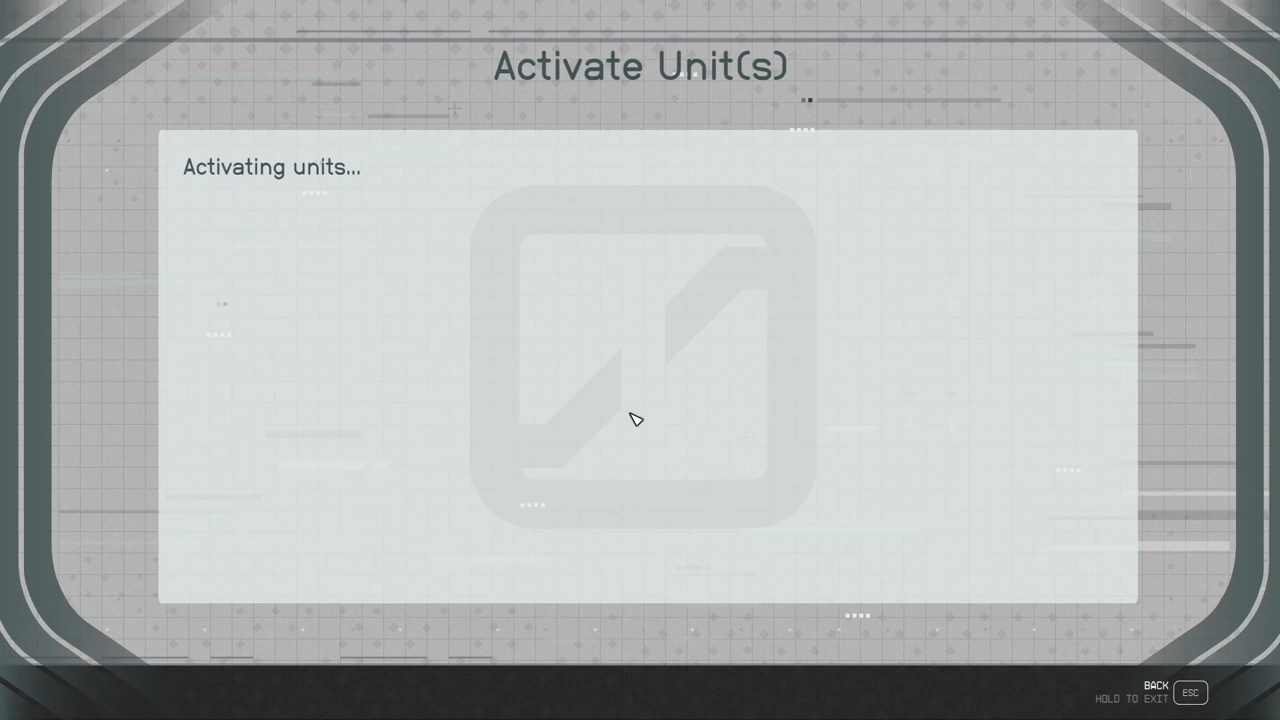 Activate Unit(s)
Activating units...
BACK
HOLD TO EXIT
ESC